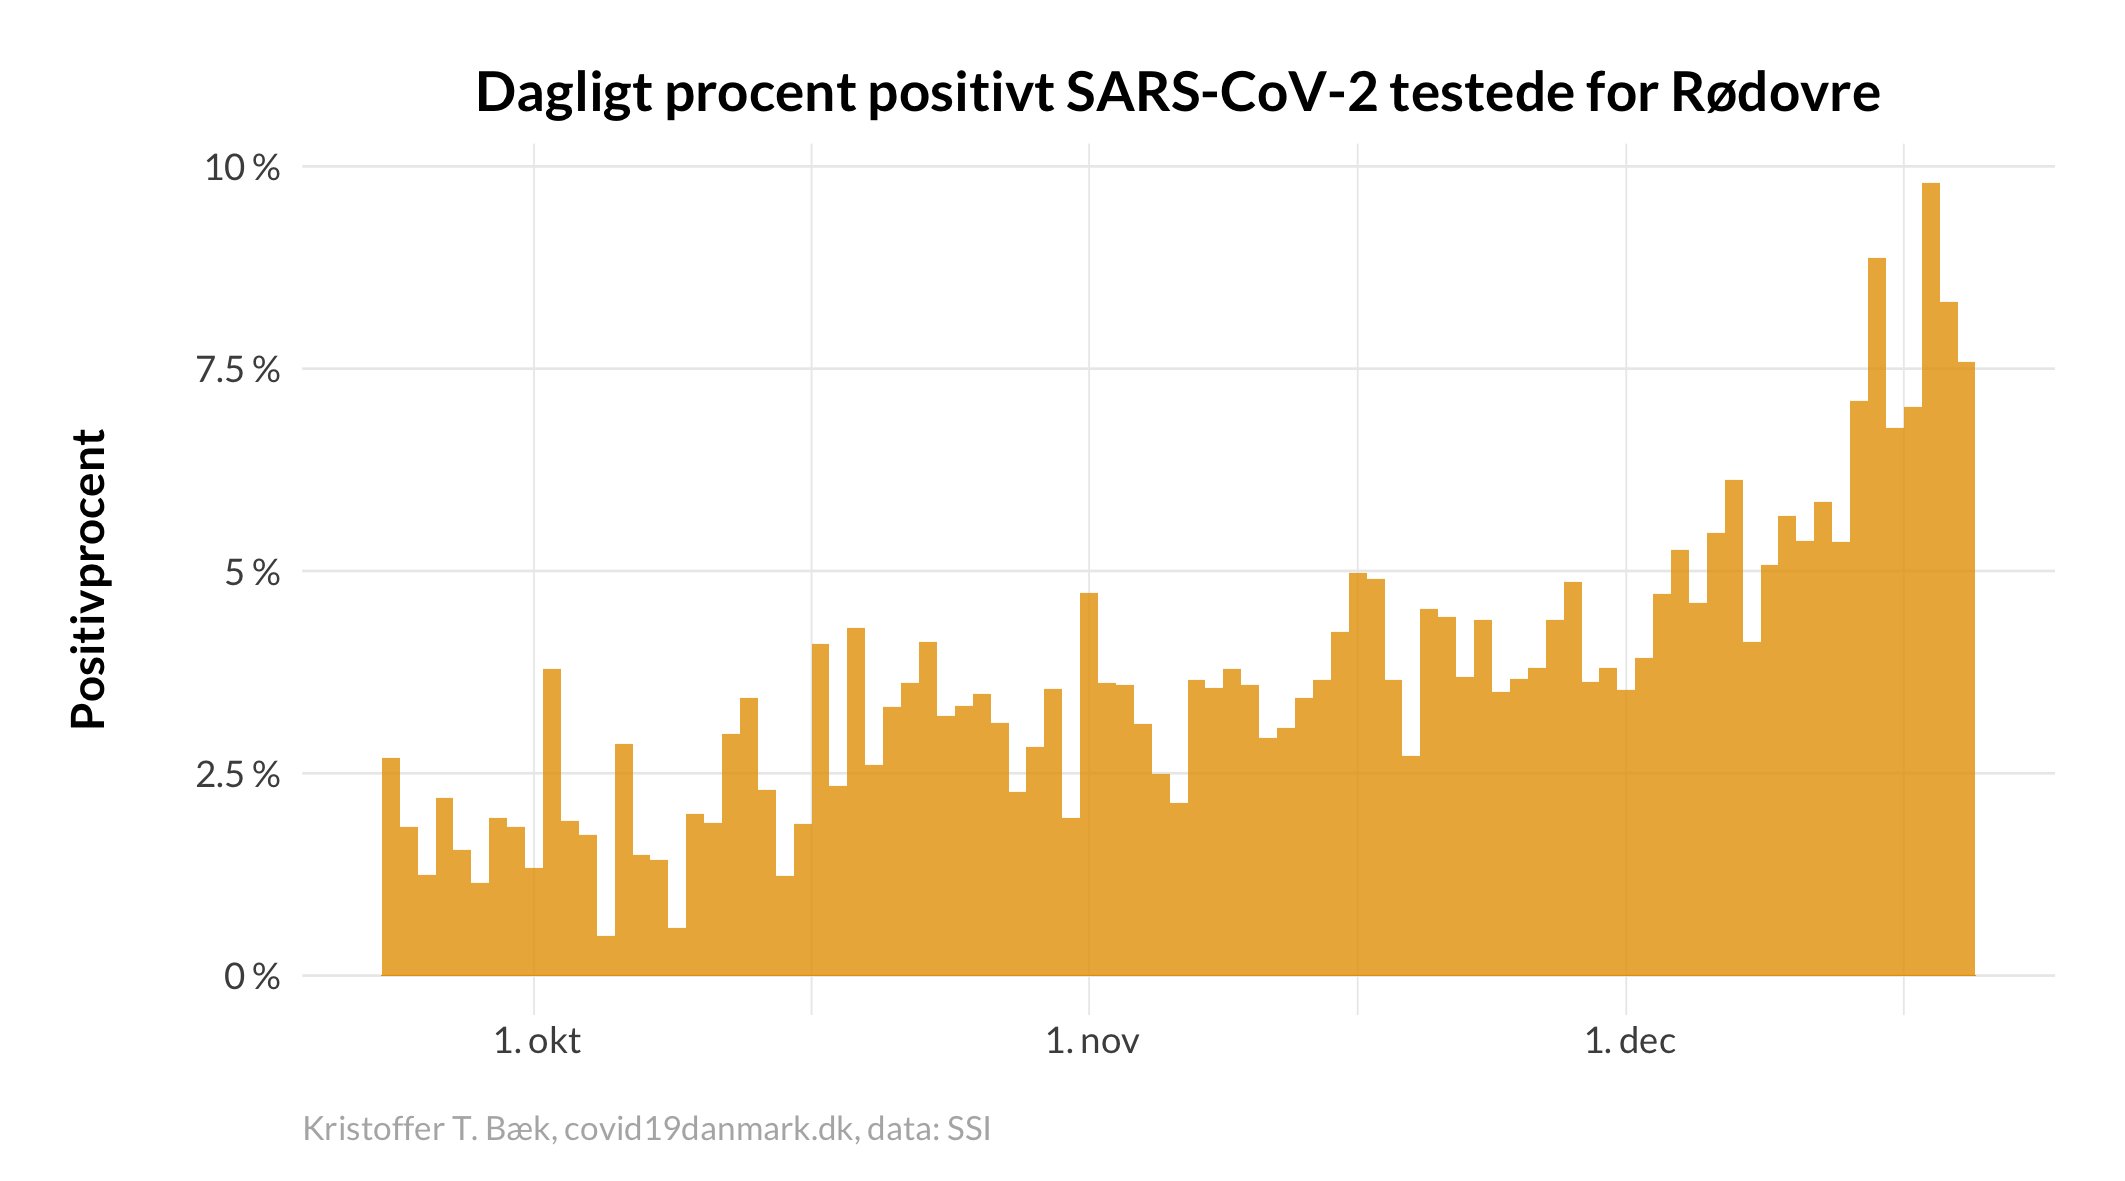 Dagligt procent positivt SARS-CoV-2 testede for Rødovre
Positivprocent
10 %
7.5 %
5 %
2.5 %
0 %
1. okt
1. nov
1. dec
Kristoffer T. Bæk, covid19danmark.dk, data: SSI